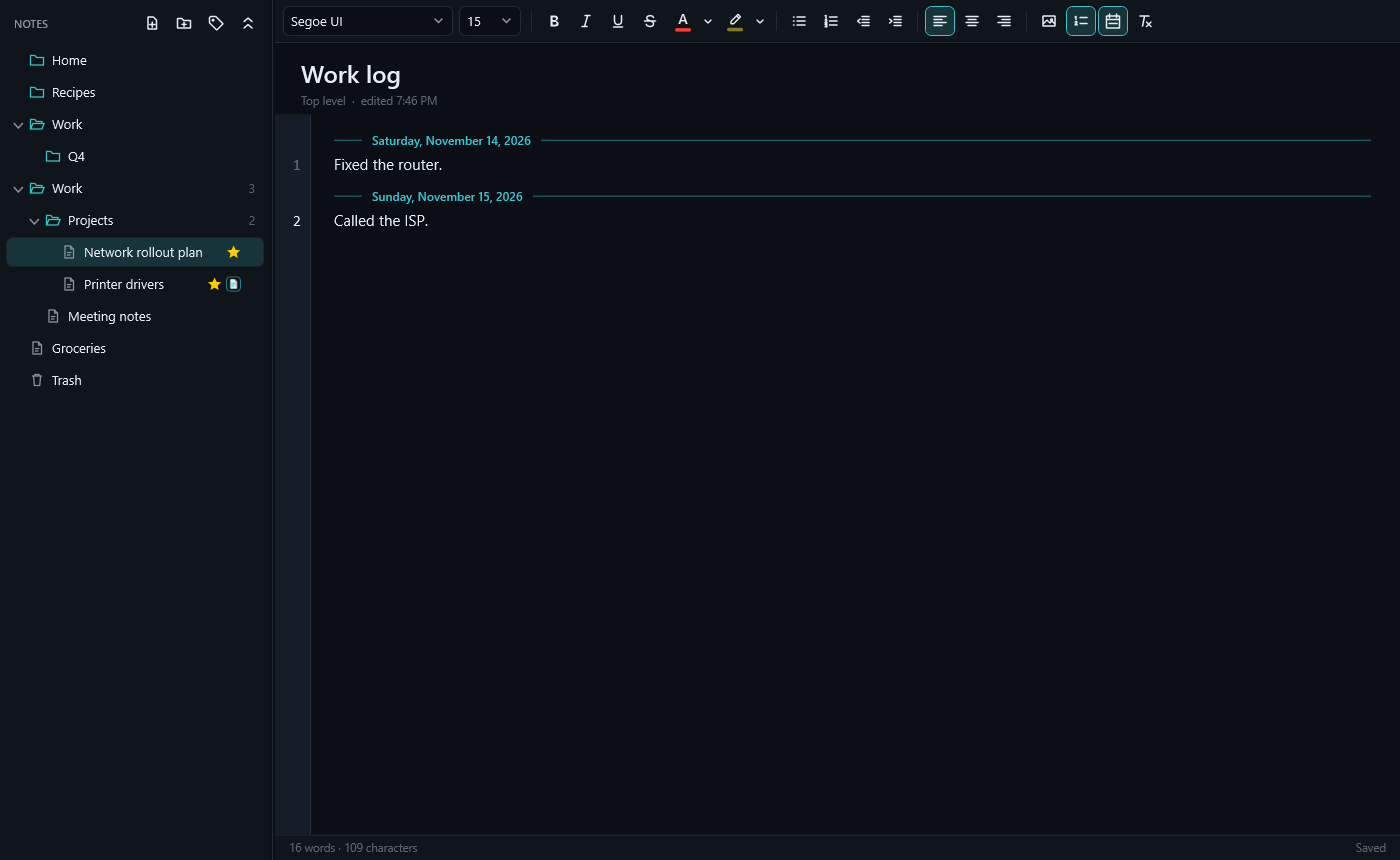 NOTES
Home
Recipes
Work
Q4
Work 3
Projects 2
Network rollout plan
Printer drivers
Meeting notes
Groceries
Trash
Segoe UI 15 B I U S A
Work log
Top level · edited 7:46 PM
Saturday, November 14, 2026
1 Fixed the router.
Sunday, November 15, 2026
2 Called the ISP.
16 words · 109 characters
Saved